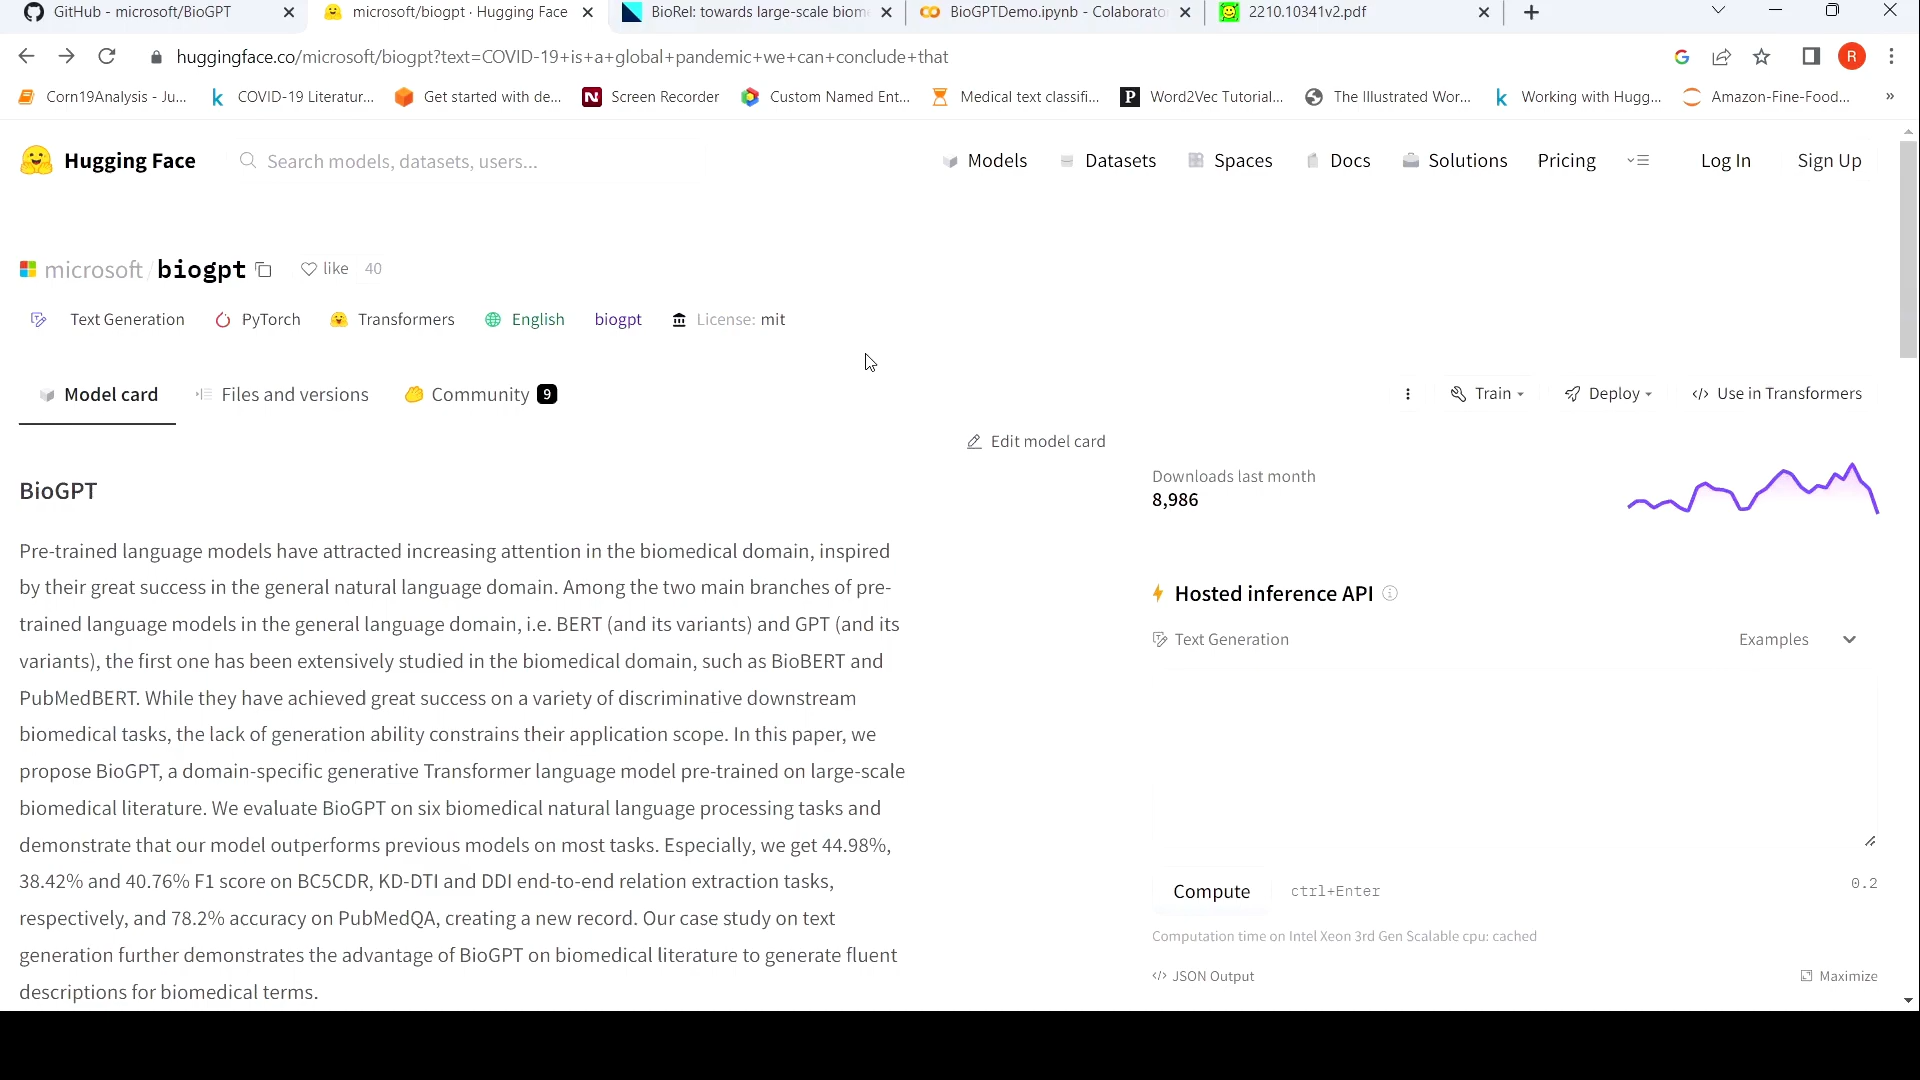 GitHub - microsoft/BioGPT
microsoft/biogpt · Hugging Face
BioRel: towards large-scale biom
BioGPTDemo.ipynb - Colaborato
2210.10341v2.pdf
huggingface.co/microsoft/biogpt?text=COVID-19+is+a+global+pandemic+we+can+conclude+that
R
Corn19Analysis - Ju...
COVID-19 Literatur...
Get started with de...
Screen Recorder
Custom Named Ent...
Medical text classifi...
Word2Vec Tutorial...
The Illustrated Wor...
Working with Hugg...
Amazon-Fine-Food...
»
Hugging Face
Search models, datasets, users...
Models
Datasets
Spaces
Docs
Solutions
Pricing
Log In
Sign Up
microsoft/biogpt
like 40
Text Generation
PyTorch
Transformers
English
biogpt
License: mit
Model card
Files and versions
Community 9
Train
Deploy
</> Use in Transformers
Edit model card
BioGPT
Pre-trained language models have attracted increasing attention in the biomedical domain, inspired
by their great success in the general natural language domain. Among the two main branches of pre-
trained language models in the general language domain, i.e. BERT (and its variants) and GPT (and its
variants), the first one has been extensively studied in the biomedical domain, such as BioBERT and
PubMedBERT. While they have achieved great success on a variety of discriminative downstream
biomedical tasks, the lack of generation ability constrains their application scope. In this paper, we
propose BioGPT, a domain-specific generative Transformer language model pre-trained on large-scale
biomedical literature. We evaluate BioGPT on six biomedical natural language processing tasks and
demonstrate that our model outperforms previous models on most tasks. Especially, we get 44.98%,
38.42% and 40.76% F1 score on BC5CDR, KD-DTI and DDI end-to-end relation extraction tasks,
respectively, and 78.2% accuracy on PubMedQA, creating a new record. Our case study on text
generation further demonstrates the advantage of BioGPT on biomedical literature to generate fluent
descriptions for biomedical terms.
Downloads last month
8,986
Hosted inference API
Text Generation
Examples
Compute
ctrl+Enter
0.2
Computation time on Intel Xeon 3rd Gen Scalable cpu: cached
</> JSON Output
Maximize